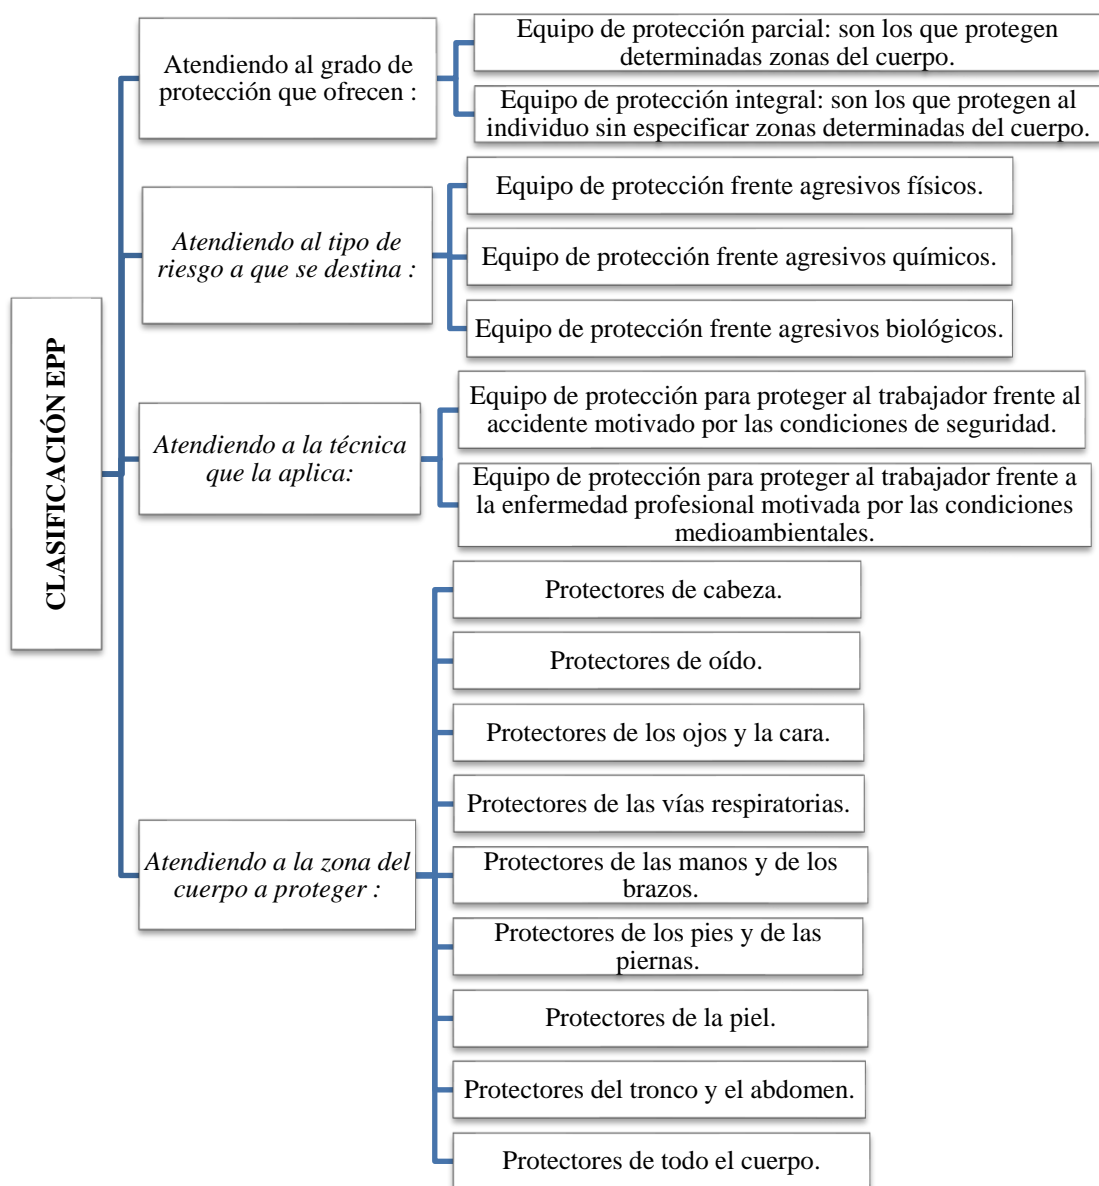 CLASIFICACIÓN EPP
Atendiendo al grado de
protección que ofrecen :
Equipo de protección parcial: son los que protegen
determinadas zonas del cuerpo.
Equipo de protección integral: son los que protegen al
individuo sin especificar zonas determinadas del cuerpo.
Atendiendo al tipo de
riesgo a que se destina :
Equipo de protección frente agresivos físicos.
Equipo de protección frente agresivos químicos.
Equipo de protección frente agresivos biológicos.
Atendiendo a la técnica
que la aplica:
Equipo de protección para proteger al trabajador frente al
accidente motivado por las condiciones de seguridad.
Equipo de protección para proteger al trabajador frente a
la enfermedad profesional motivada por las condiciones
medioambientales.
Atendiendo a la zona del
cuerpo a proteger :
Protectores de cabeza.
Protectores de oído.
Protectores de los ojos y la cara.
Protectores de las vías respiratorias.
Protectores de las manos y de los
brazos.
Protectores de los pies y de las
piernas.
Protectores de la piel.
Protectores del tronco y el abdomen.
Protectores de todo el cuerpo.